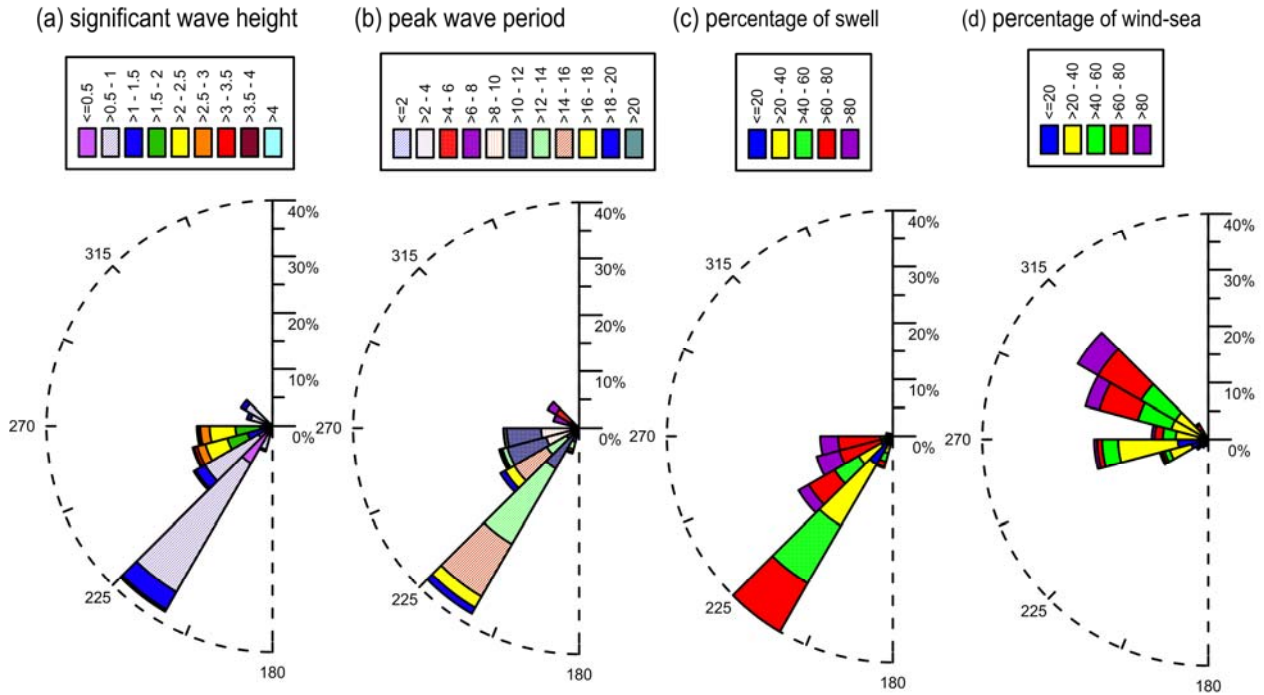 (a) significant wave height
<=0.5
>0.5 - 1
>1 - 1.5
>1.5 - 2
>2 - 2.5
>2.5 - 3
>3 - 3.5
>3.5 - 4
>4
40%
30%
20%
10%
0%
315
270
225
180
(b) peak wave period
<=2
>2 - 4
>4 - 6
>6 - 8
>8 - 10
>10 - 12
>12 - 14
>14 - 16
>16 - 18
>18 - 20
>20
40%
30%
20%
10%
0%
315
270
225
180
(c) percentage of swell
<=20
>20 - 40
>40 - 60
>60 - 80
>80
40%
30%
20%
10%
0%
315
270
225
180
(d) percentage of wind-sea
<=20
>20 - 40
>40 - 60
>60 - 80
>80
40%
30%
20%
10%
0%
315
270
225
180